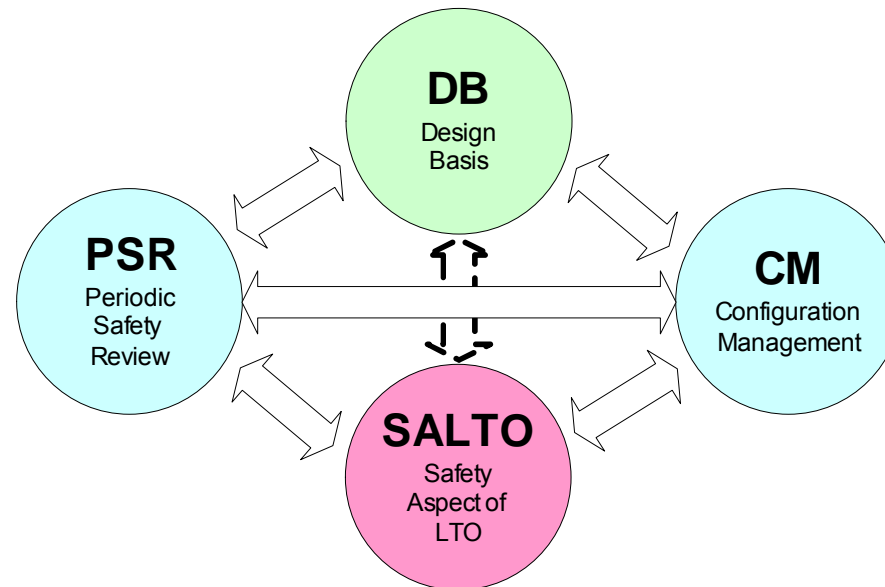 DB
Design
Basis
PSR
Periodic
Safety
Review
CM
Configuration
Management
SALTO
Safety
Aspect of
LTO